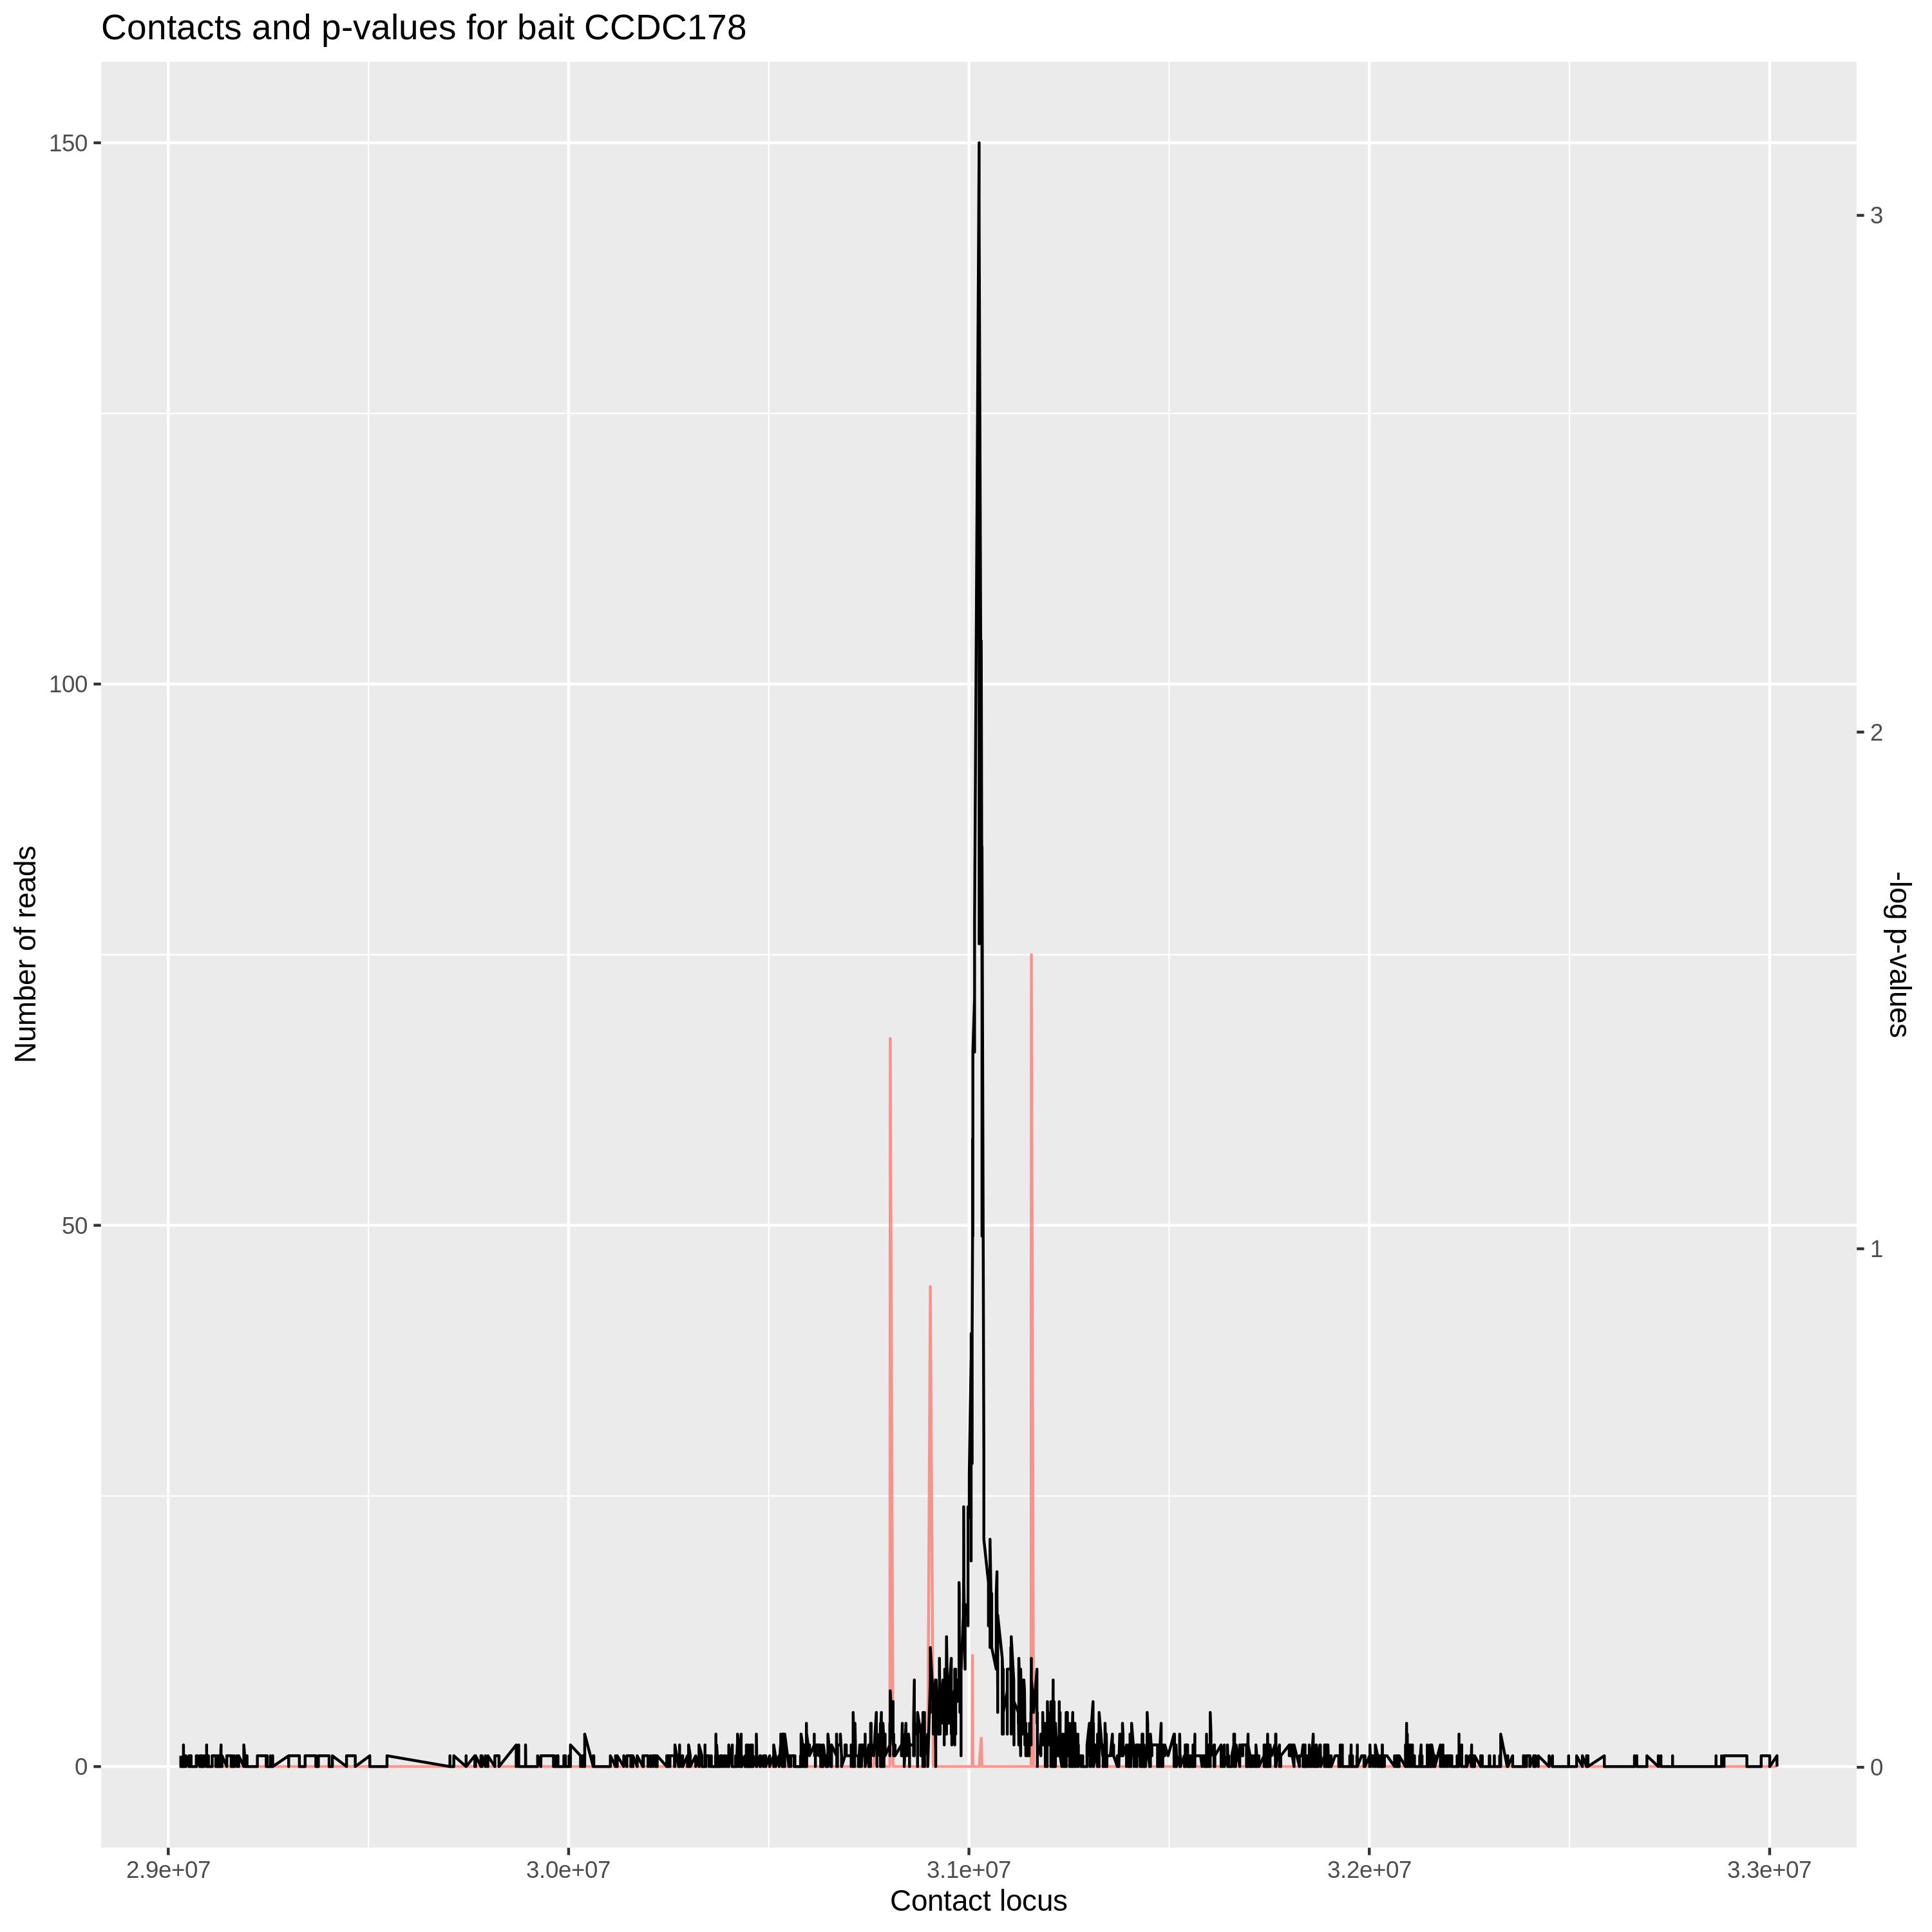 Contacts and p-values for bait CCDC178
150
100
50
0
Number of reads
3
2
1
0
-log p-values
2.9e+07
3.0e+07
3.1e+07
3.2e+07
3.3e+07
Contact locus